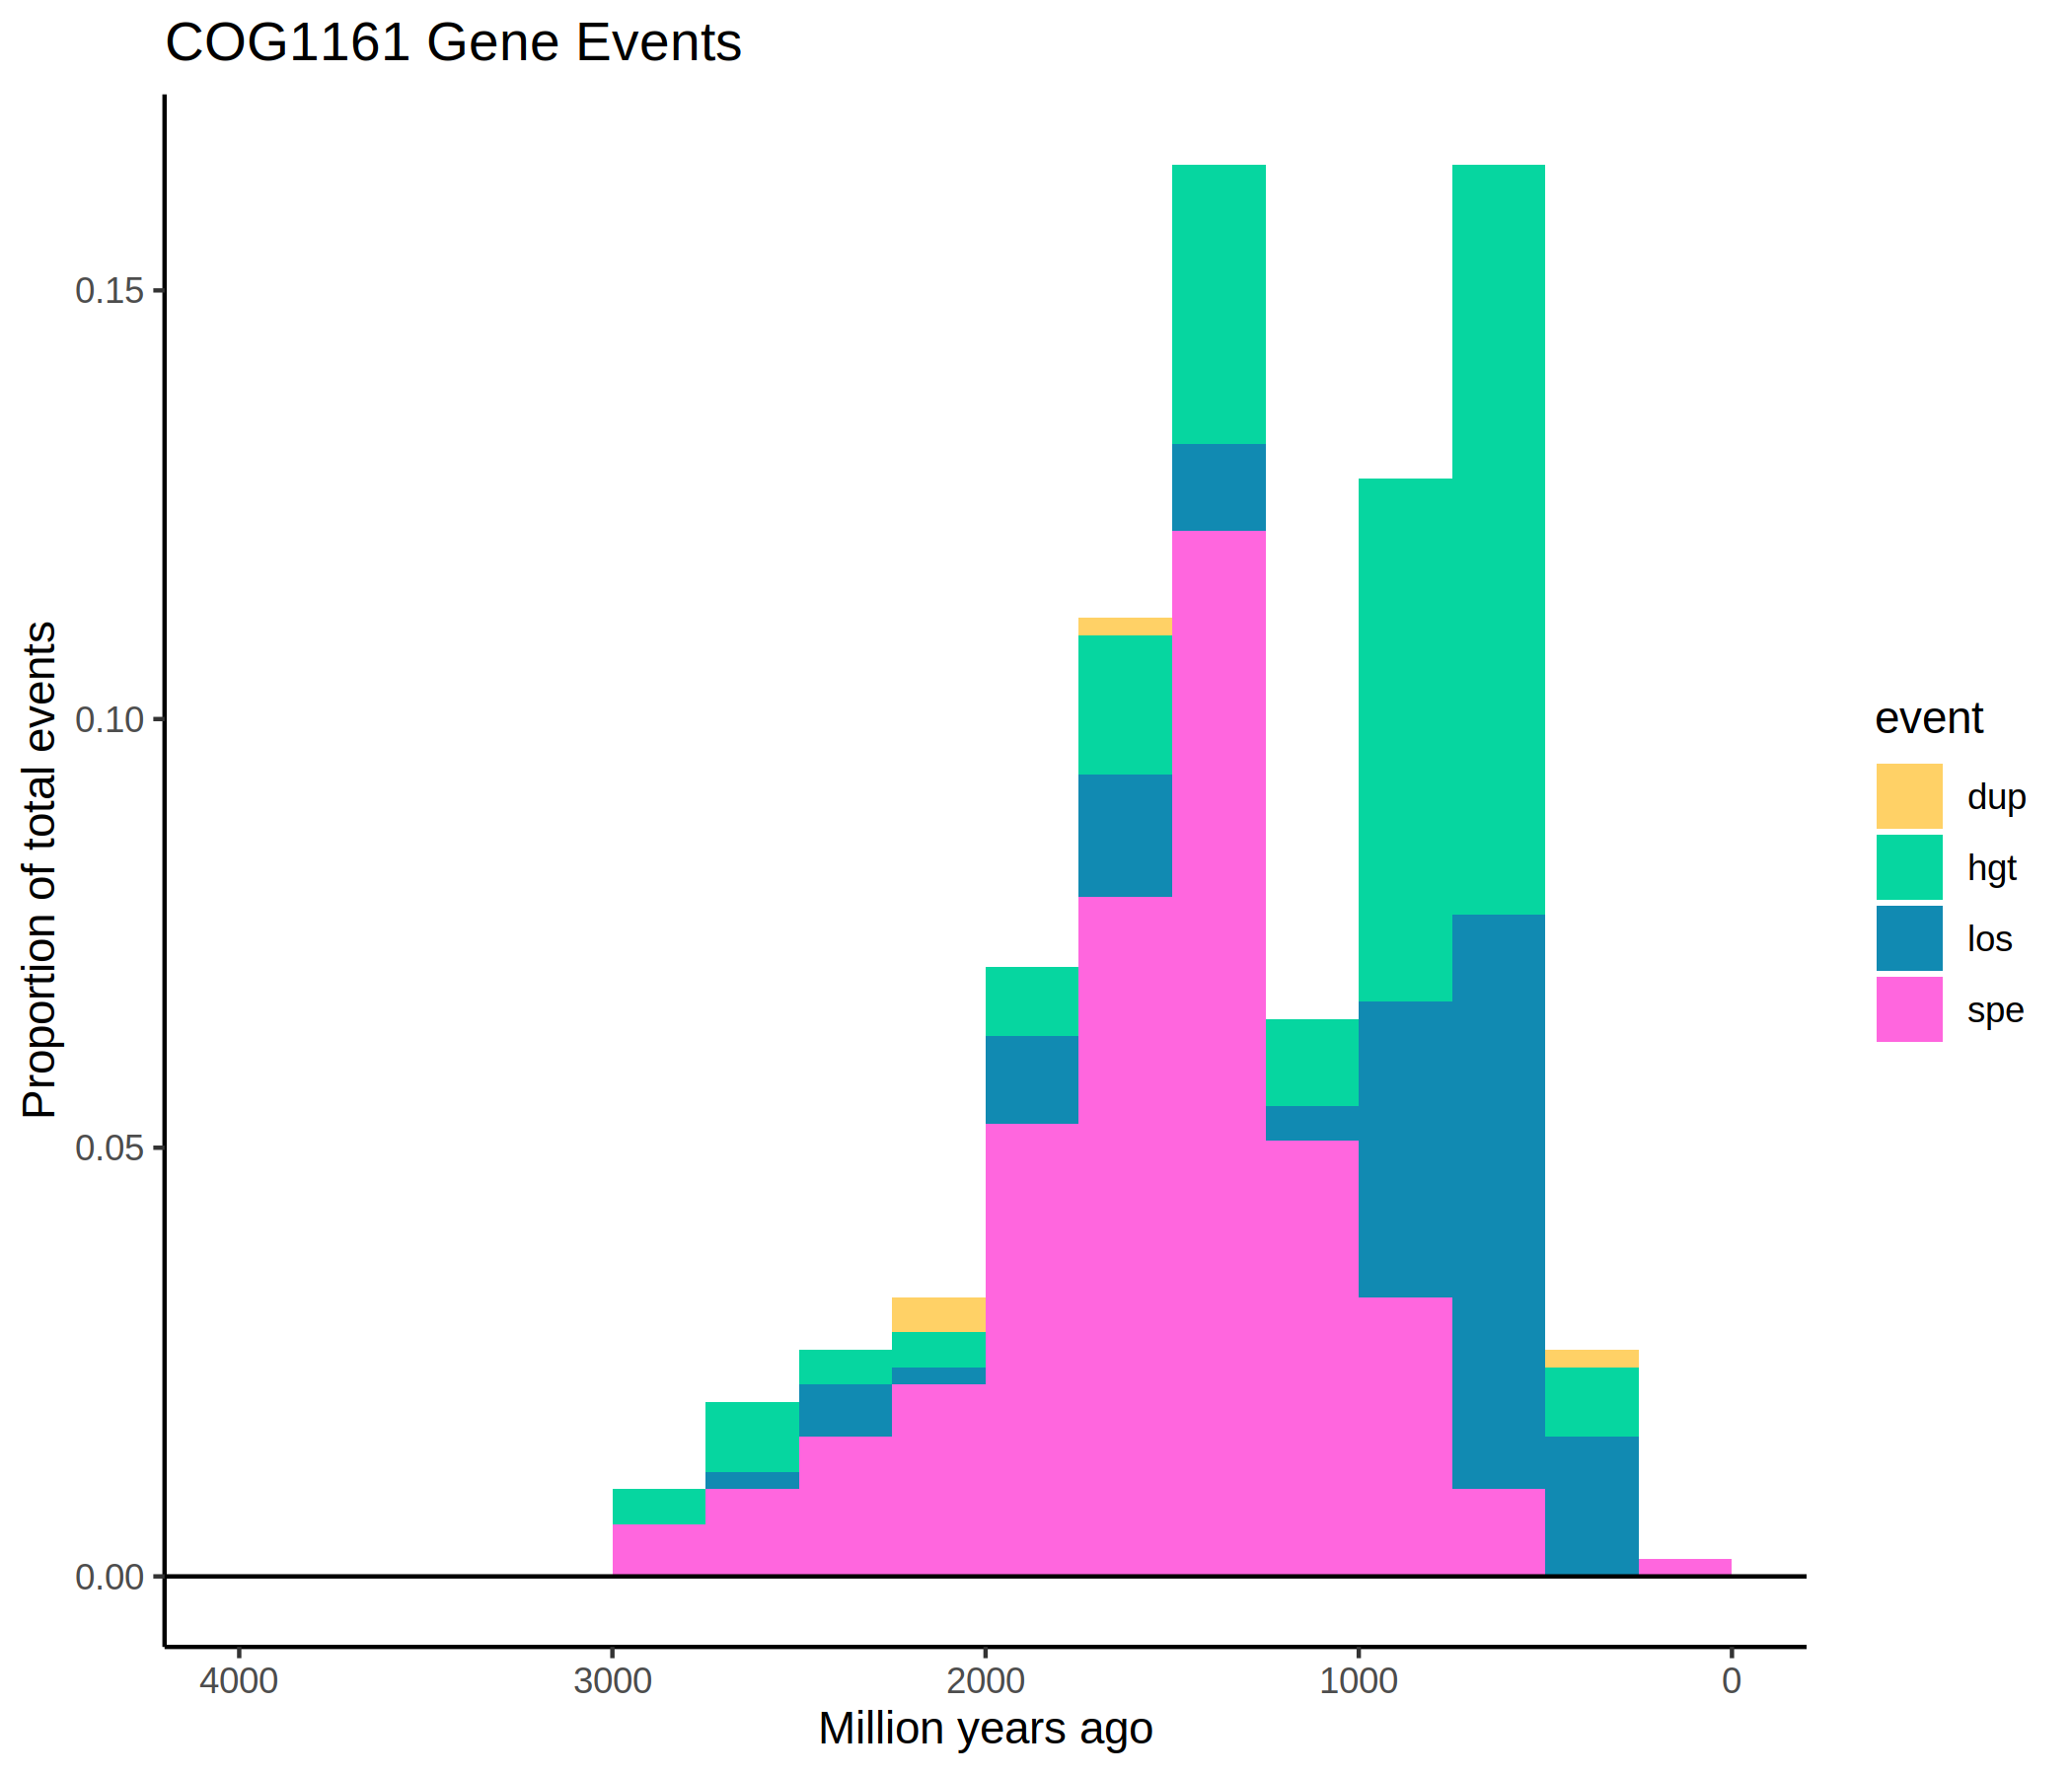 COG1161 Gene Events
Proportion of total events
0.15
0.10
0.05
0.00
4000 3000 2000 1000 0
Million years ago
event
dup
hgt
los
spe